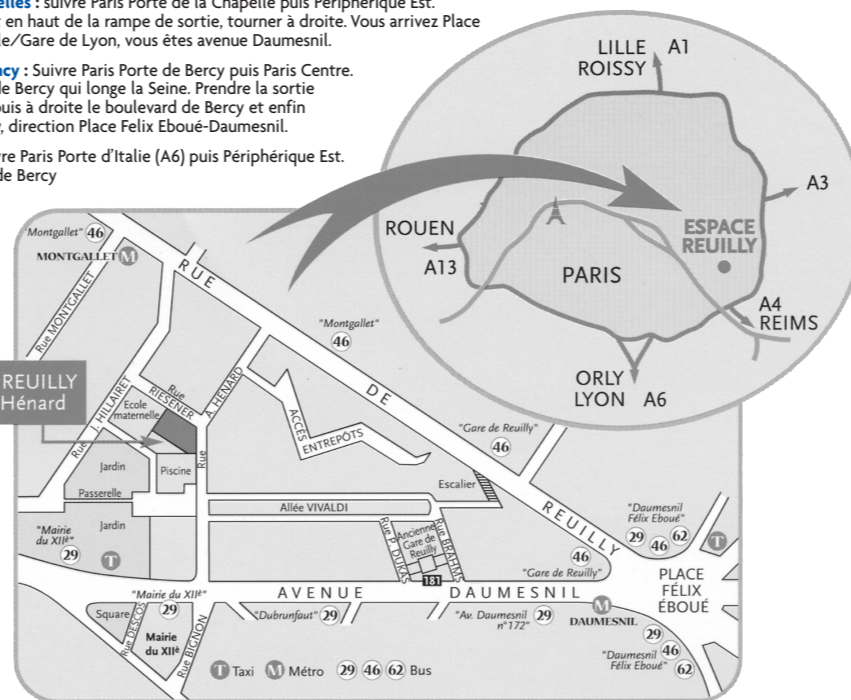 elles : suivre Paris Porte de la Chapelle puis Périphérique Est.
t en haut de la rampe de sortie, tourner à droite. Vous arrivez Place
le/Gare de Lyon, vous êtes avenue Daumesnil.
ncy : Suivre Paris Porte de Bercy puis Paris Centre.
de Bercy qui longe la Seine. Prendre la sortie
puis à droite le boulevard de Bercy et enfin
, direction Place Felix Eboué-Daumesnil.
re Paris Porte d'Italie (A6) puis Périphérique Est.
de Bercy
LILLE A1
ROISSY
A3
ROUEN
A13
ESPACE
REUILLY
PARIS
A4
REIMS
ORLY
LYON A6
"Montgallet" 46
MONTGALLET M
Rue MONTGALLET
RUE
DE
REUILLY
"Montgallet"
46
REUILLY
Hénard
Rue J. HILLAIRET
Rue
RIESENER
Ecole
maternelle
Rue A. HENARD
ACCÈS
ENTREPÔTS
Jardin
Piscine
Passerelle
"Gare de Reuilly"
46
Escalier
Allée VIVALDI
"Mairie
du XIIè"
29
Jardin
T
Rue P. DUKAS
Ancienne
Gare de
Reuilly
Rue BRAHMS
181
"Daumesnil
Félix Eboué"
29 46 62
T
46
"Gare de Reuilly"
PLACE
FÉLIX
ÉBOUÉ
AVENUE DAUMESNIL
"Mairie du XIIè"
29
Square
Rue DESCOS
Mairie
du XIIè
Rue BIGNON
"Dubrunfaut" 29
"Av. Daumesnil
n°172" 29
M
DAUMESNIL
29
46
"Daumesnil
Félix Eboué"
62
T Taxi M Métro 29 46 62 Bus